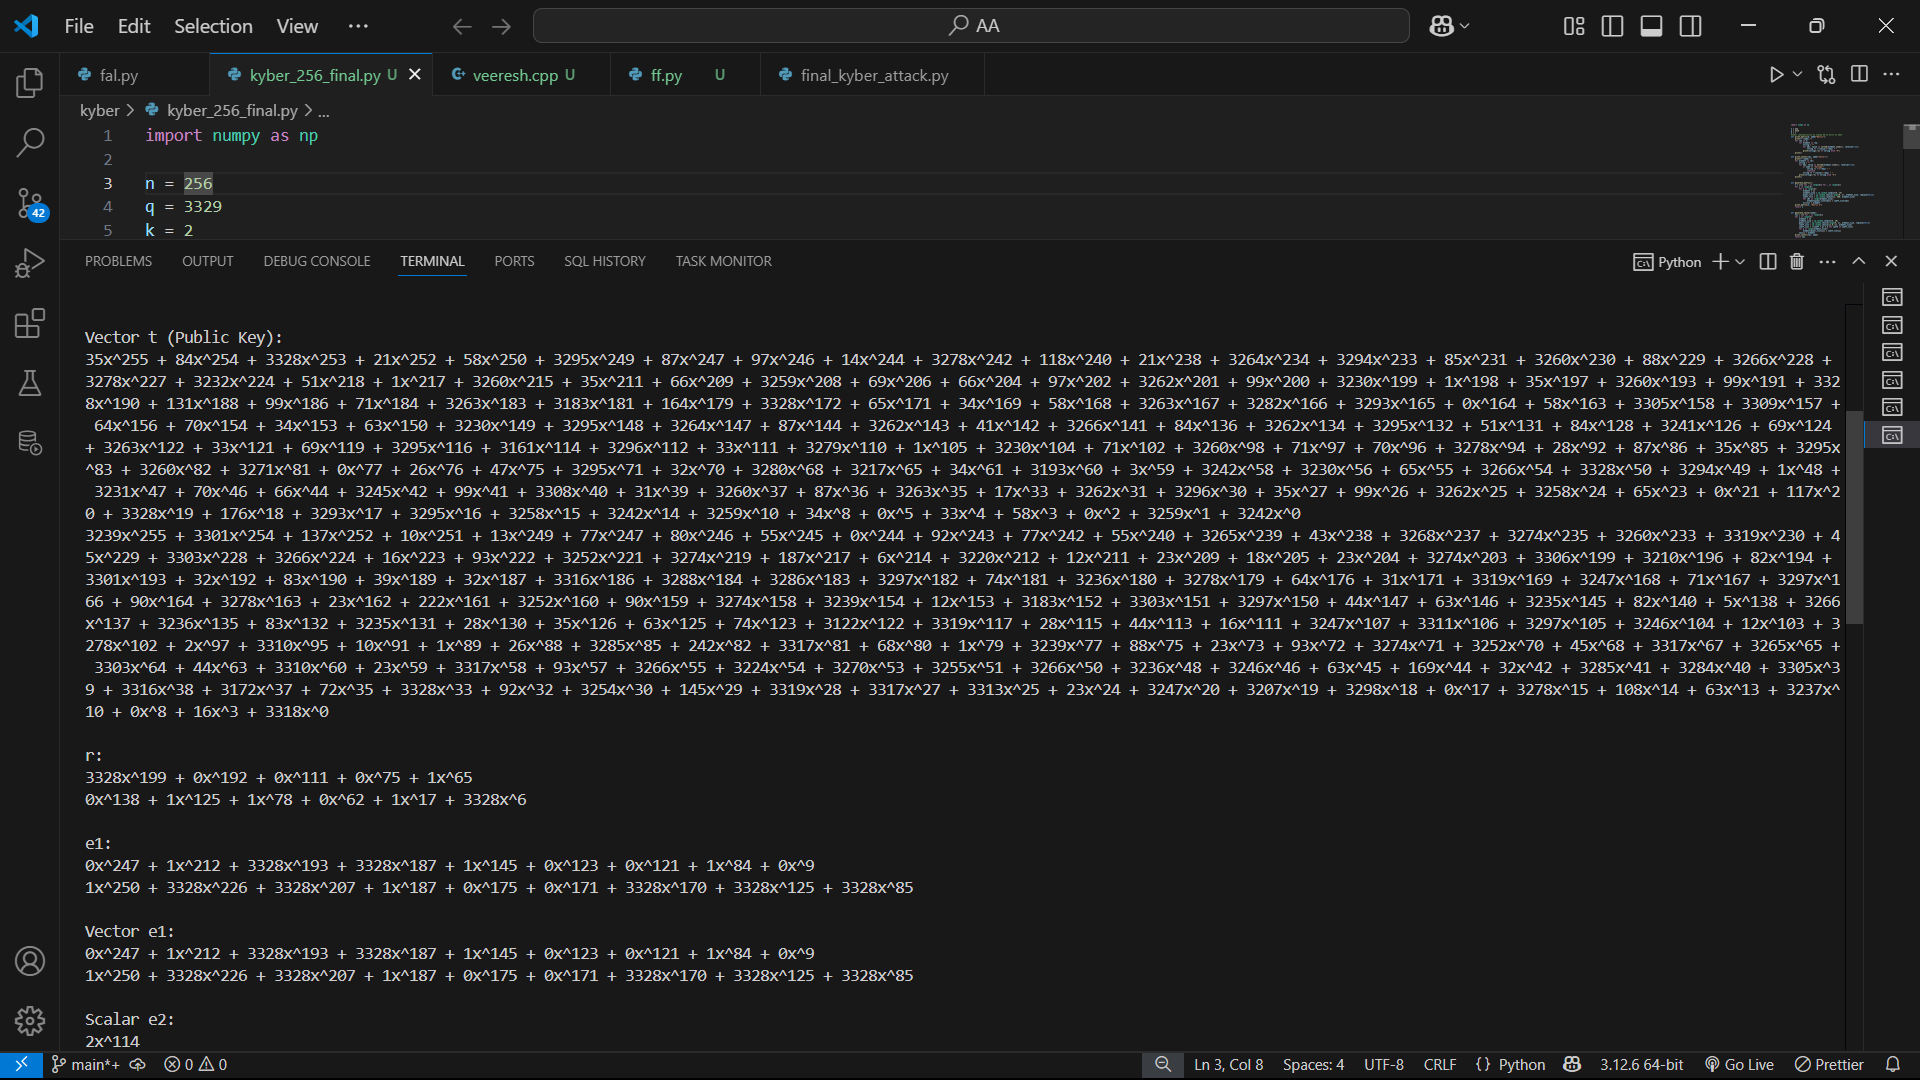 File Edit Selection View ... AA
fal.py kyber_256_final.py U veeresh.cpp U ff.py U final_kyber_attack.py
kyber > kyber_256_final.py > ...
1 import numpy as np
2
3 n = 256
4 q = 3329
5 k = 2
PROBLEMS OUTPUT DEBUG CONSOLE TERMINAL PORTS SQL HISTORY TASK MONITOR Python
42
Vector t (Public Key):
35x^255 + 84x^254 + 3328x^253 + 21x^252 + 58x^250 + 3295x^249 + 87x^247 + 97x^246 + 14x^244 + 3278x^242 + 118x^240 + 21x^238 + 3264x^234 + 3294x^233 + 85x^231 + 3260x^230 + 88x^229 + 3266x^228 +
3278x^227 + 3232x^224 + 51x^218 + 1x^217 + 3260x^215 + 35x^211 + 66x^209 + 3259x^208 + 69x^206 + 66x^204 + 97x^202 + 3262x^201 + 99x^200 + 3230x^199 + 1x^198 + 35x^197 + 3260x^193 + 99x^191 + 332
8x^190 + 131x^188 + 99x^186 + 71x^184 + 3263x^183 + 3183x^181 + 164x^179 + 3328x^172 + 65x^171 + 34x^169 + 58x^168 + 3263x^167 + 3282x^166 + 3293x^165 + 0x^164 + 58x^163 + 3305x^158 + 3309x^157 +
64x^156 + 70x^154 + 34x^153 + 63x^150 + 3230x^149 + 3295x^148 + 3264x^147 + 87x^144 + 3262x^143 + 41x^142 + 3266x^141 + 84x^136 + 3262x^134 + 3295x^132 + 51x^131 + 84x^128 + 3241x^126 + 69x^124
+ 3263x^122 + 33x^121 + 69x^119 + 3295x^116 + 3161x^114 + 3296x^112 + 33x^111 + 3279x^110 + 1x^105 + 3230x^104 + 71x^102 + 3260x^98 + 71x^97 + 70x^96 + 3278x^94 + 28x^92 + 87x^86 + 35x^85 + 3295x
^83 + 3260x^82 + 3271x^81 + 0x^77 + 26x^76 + 47x^75 + 3295x^71 + 32x^70 + 3280x^68 + 3217x^65 + 34x^61 + 3193x^60 + 3x^59 + 3242x^58 + 3230x^56 + 65x^55 + 3266x^54 + 3328x^50 + 3294x^49 + 1x^48 +
3231x^47 + 70x^46 + 66x^44 + 3245x^42 + 99x^41 + 3308x^40 + 31x^39 + 3260x^37 + 87x^36 + 3263x^35 + 17x^33 + 3262x^31 + 3296x^30 + 35x^27 + 99x^26 + 3262x^25 + 3258x^24 + 65x^23 + 0x^21 + 117x^2
0 + 3328x^19 + 176x^18 + 3293x^17 + 3295x^16 + 3258x^15 + 3242x^14 + 3259x^10 + 34x^8 + 0x^5 + 33x^4 + 58x^3 + 0x^2 + 3259x^1 + 3242x^0
3239x^255 + 3301x^254 + 137x^252 + 10x^251 + 13x^249 + 77x^247 + 80x^246 + 55x^245 + 0x^244 + 92x^243 + 77x^242 + 55x^240 + 3265x^239 + 43x^238 + 3268x^237 + 3274x^235 + 3260x^233 + 3319x^230 + 4
5x^229 + 3303x^228 + 3266x^224 + 16x^223 + 93x^222 + 3252x^221 + 3274x^219 + 187x^217 + 6x^214 + 3220x^212 + 12x^211 + 23x^209 + 18x^205 + 23x^204 + 3274x^203 + 3306x^199 + 3210x^196 + 82x^194 +
3301x^193 + 32x^192 + 83x^190 + 39x^189 + 32x^187 + 3316x^186 + 3288x^184 + 3286x^183 + 3297x^182 + 74x^181 + 3236x^180 + 3278x^179 + 64x^176 + 31x^171 + 3319x^169 + 3247x^168 + 71x^167 + 3297x^1
66 + 90x^164 + 3278x^163 + 23x^162 + 222x^161 + 3252x^160 + 90x^159 + 3274x^158 + 3239x^154 + 12x^153 + 3183x^152 + 3303x^151 + 3297x^150 + 44x^147 + 63x^146 + 3235x^145 + 82x^140 + 5x^138 + 3266
x^137 + 3236x^135 + 83x^132 + 3235x^131 + 28x^130 + 35x^126 + 63x^125 + 74x^123 + 3122x^122 + 3319x^117 + 28x^115 + 44x^113 + 16x^111 + 3247x^107 + 3311x^106 + 3297x^105 + 3246x^104 + 12x^103 + 3
278x^102 + 2x^97 + 3310x^95 + 10x^91 + 1x^89 + 26x^88 + 3285x^85 + 242x^82 + 3317x^81 + 68x^80 + 1x^79 + 3239x^77 + 88x^75 + 23x^73 + 93x^72 + 3274x^71 + 3252x^70 + 45x^68 + 3317x^67 + 3265x^65 +
3303x^64 + 44x^63 + 3310x^60 + 23x^59 + 3317x^58 + 93x^57 + 3266x^55 + 3224x^54 + 3270x^53 + 3255x^51 + 3266x^50 + 3236x^48 + 3246x^46 + 63x^45 + 169x^44 + 32x^42 + 3285x^41 + 3284x^40 + 3305x^3
9 + 3316x^38 + 3172x^37 + 72x^35 + 3328x^33 + 92x^32 + 3254x^30 + 145x^29 + 3319x^28 + 3317x^27 + 3313x^25 + 23x^24 + 3247x^20 + 3207x^19 + 3298x^18 + 0x^17 + 3278x^15 + 108x^14 + 63x^13 + 3237x^
10 + 0x^8 + 16x^3 + 3318x^0
r:
3328x^199 + 0x^192 + 0x^111 + 0x^75 + 1x^65
0x^138 + 1x^125 + 1x^78 + 0x^62 + 1x^17 + 3328x^6
e1:
0x^247 + 1x^212 + 3328x^193 + 3328x^187 + 1x^145 + 0x^123 + 0x^121 + 1x^84 + 0x^9
1x^250 + 3328x^226 + 3328x^207 + 1x^187 + 0x^175 + 0x^171 + 3328x^170 + 3328x^125 + 3328x^85
Vector e1:
0x^247 + 1x^212 + 3328x^193 + 3328x^187 + 1x^145 + 0x^123 + 0x^121 + 1x^84 + 0x^9
1x^250 + 3328x^226 + 3328x^207 + 1x^187 + 0x^175 + 0x^171 + 3328x^170 + 3328x^125 + 3328x^85
Scalar e2:
2x^114
main*+ 0 0 Ln 3, Col 8 Spaces: 4 UTF-8 CRLF { } Python 3.12.6 64-bit Go Live Prettier